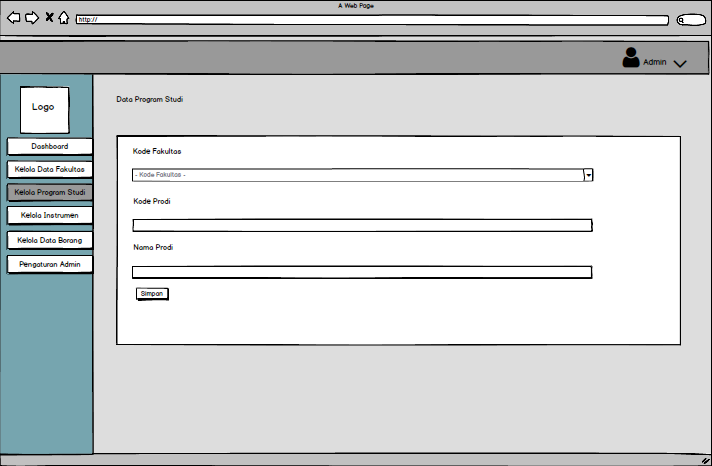 A Web Page
http://
Admin
Logo
Dashboard
Kelola Data Fakultas
Kelola Program Studi
Kelola Instrumen
Kelola Data Borang
Pengaturan Admin
Data Program Studi
Kode Fakultas
- Kode Fakultas -
Kode Prodi
Nama Prodi
Simpan